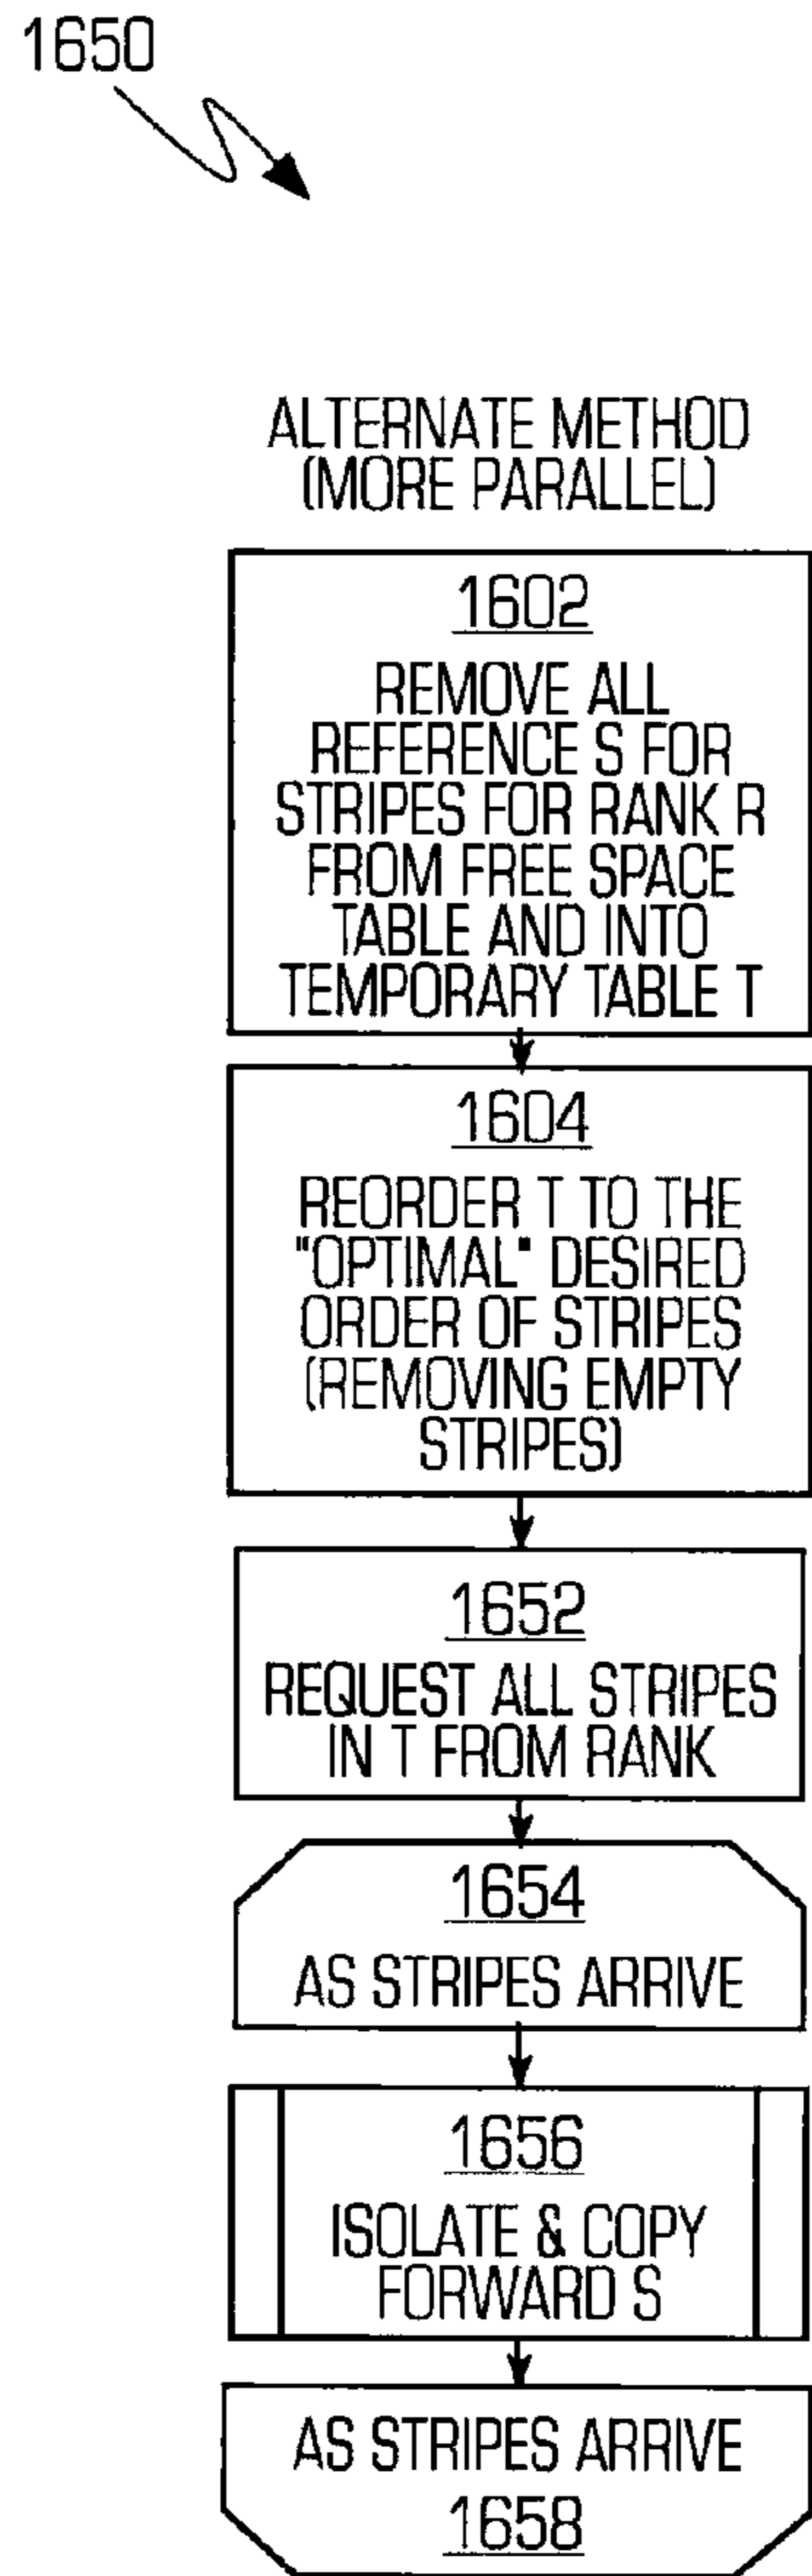 1650
ALTERNATE METHOD
(MORE PARALLEL)
1602
REMOVE ALL
REFERENCE S FOR
STRIPES FOR RANK R
FROM FREE SPACE
TABLE AND INTO
TEMPORARY TABLE T
1604
REORDER T TO THE
"OPTIMAL" DESIRED
ORDER OF STRIPES
(REMOVING EMPTY
STRIPES)
1652
REQUEST ALL STRIPES
IN T FROM RANK
1654
AS STRIPES ARRIVE
1656
ISOLATE & COPY
FORWARD S
AS STRIPES ARRIVE
1658